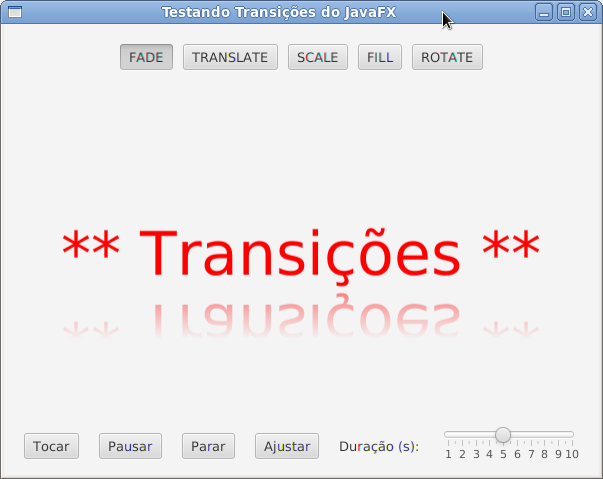 Testando Transições do JavaFX
FADE TRANSLATE SCALE FILL ROTATE
** Transições **
Tocar Pausar Parar Ajustar Duração (s):
1 2 3 4 5 6 7 8 9 10